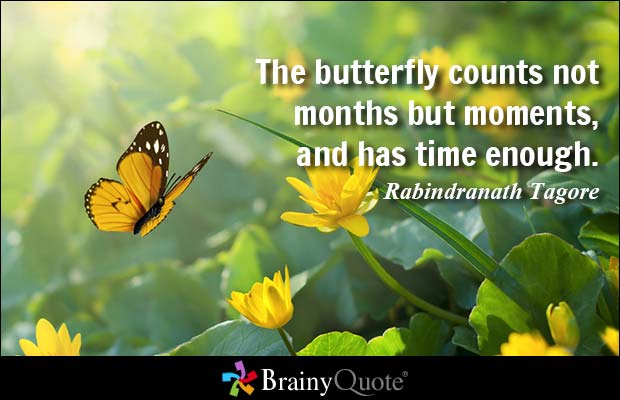 The butterfly counts not
months but moments,
and has time enough.
Rabindranath Tagore
BrainyQuote®